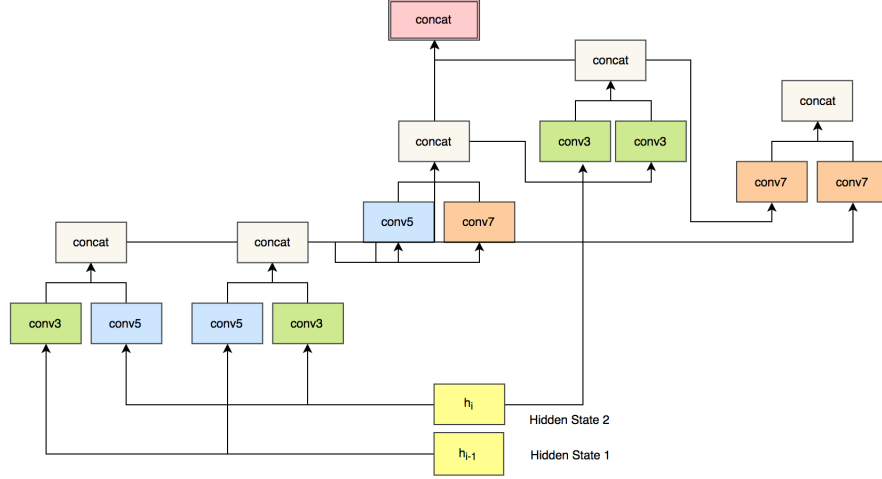 concat
concat
concat
concat
conv3
conv3
conv7
conv7
conv5
conv7
concat
concat
conv3
conv5
conv5
conv3
hi
Hidden State 2
hi-1
Hidden State 1